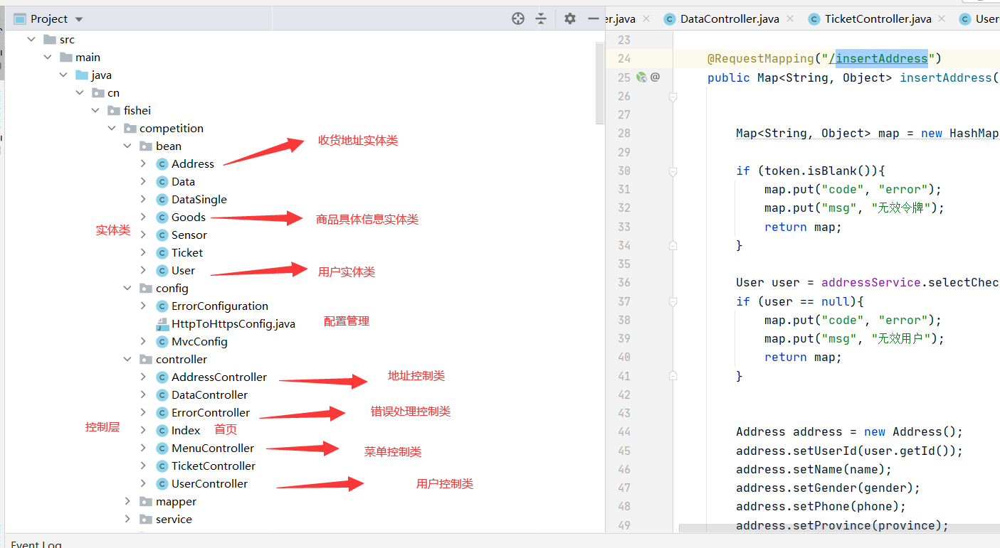 Project
src
main
java
cn
fishei
competition
bean
Address 收货地址实体类
Data
DataSingle
Goods 商品具体信息实体类
实体类 Sensor
Ticket
User 用户实体类
config
ErrorConfiguration
HttpToHttpsConfig.java 配置管理
MvcConfig
controller
AddressController 地址控制类
DataController
ErrorController 错误处理控制类
控制层 Index 首页
MenuController 菜单控制类
TicketController
UserController 用户控制类
mapper
service
Event Log
er.java DataController.java TicketController.java User
23
24 @RequestMapping("/insertAddress")
25 @ public Map<String, Object> insertAddress(
26
27
28 Map<String, Object> map = new HashMap
29
30 if (token.isBlank()){
31 map.put("code", "error");
32 map.put("msg", "无效令牌");
33 return map;
34 }
35
36 User user = addressService.selectChec
37 if (user == null){
38 map.put("code", "error");
39 map.put("msg", "无效用户");
40 return map;
41 }
42
43
44 Address address = new Address();
45 address.setUserId(user.getId());
46 address.setName(name);
47 address.setGender(gender);
48 address.setPhone(phone);
49 address.setProvince(province);